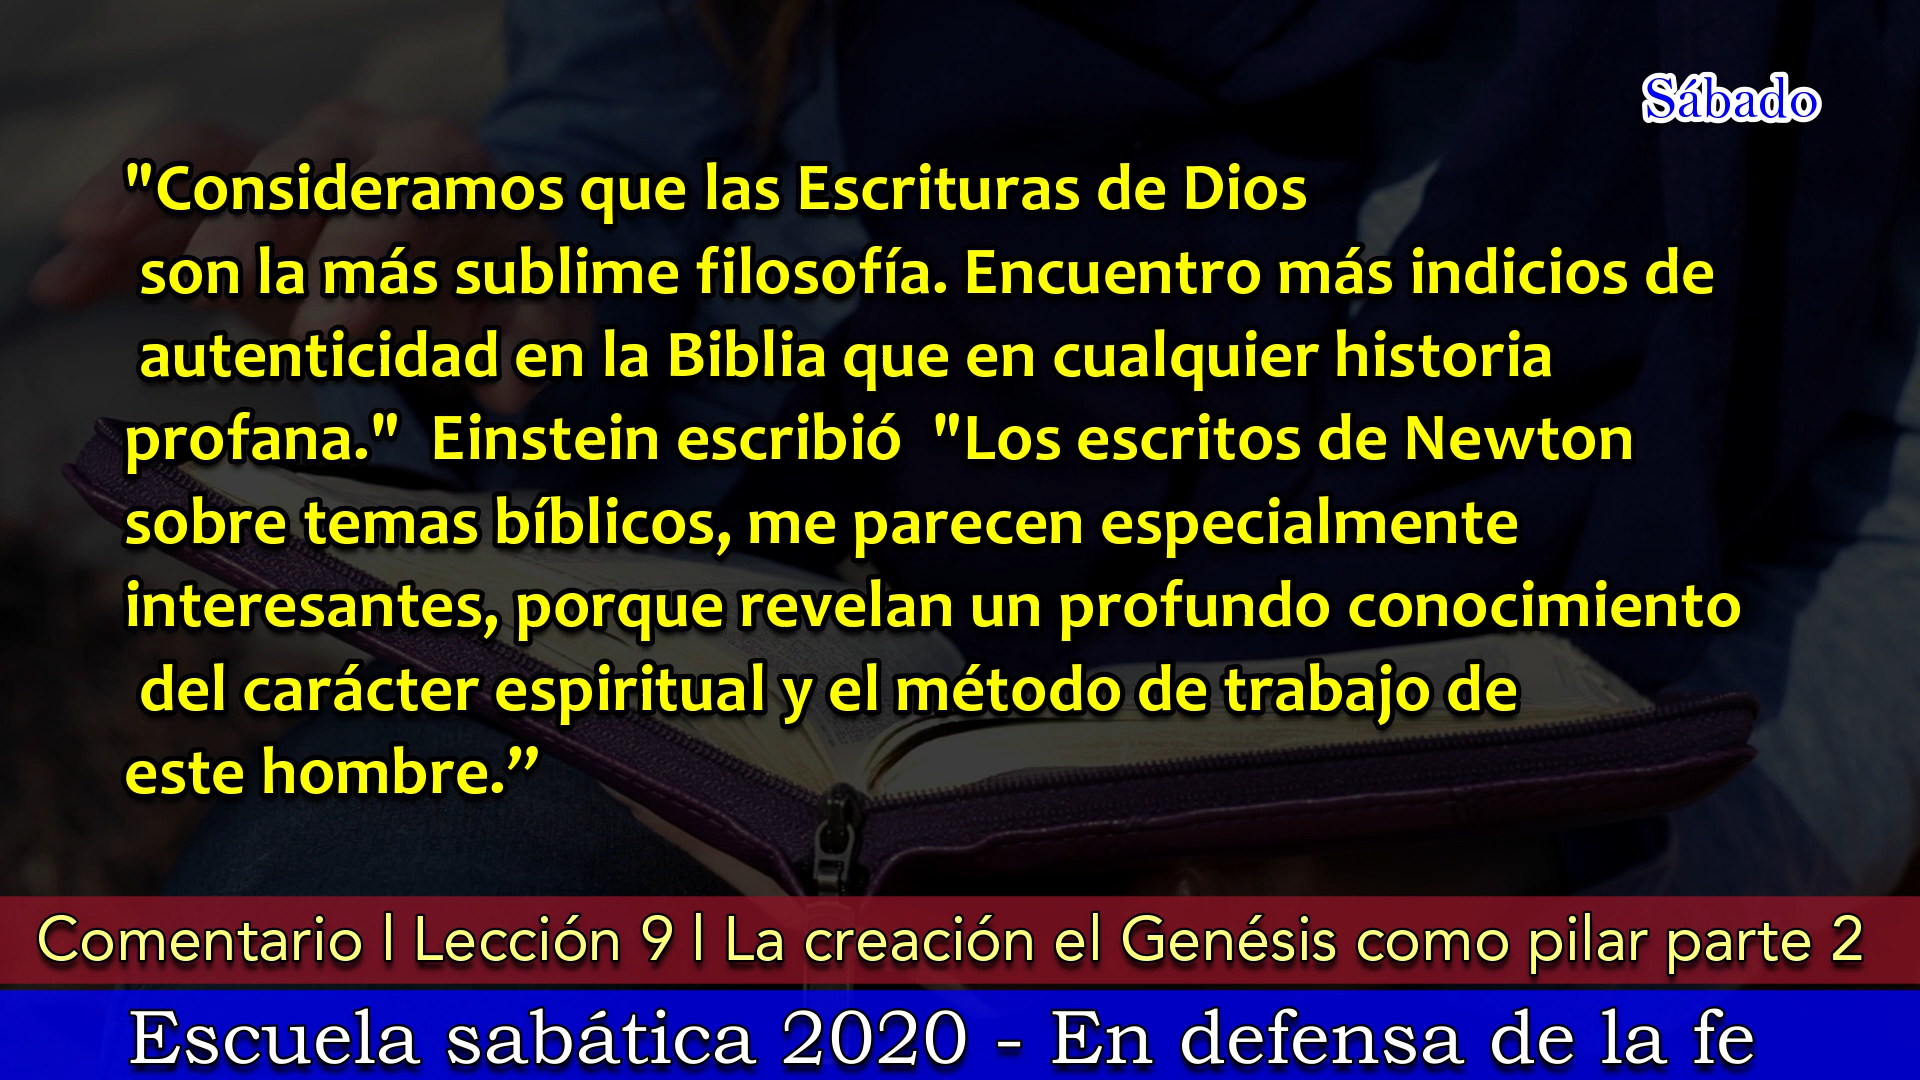 Sábado
"Consideramos que las Escrituras de Dios
son la más sublime filosofía. Encuentro más indicios de
autenticidad en la Biblia que en cualquier historia
profana." Einstein escribió "Los escritos de Newton
sobre temas bíblicos, me parecen especialmente
interesantes, porque revelan un profundo conocimiento
del carácter espiritual y el método de trabajo de
este hombre.”
Comentario l Lección 9 l La creación el Genésis como pilar parte 2
Escuela sabática 2020 - En defensa de la fe